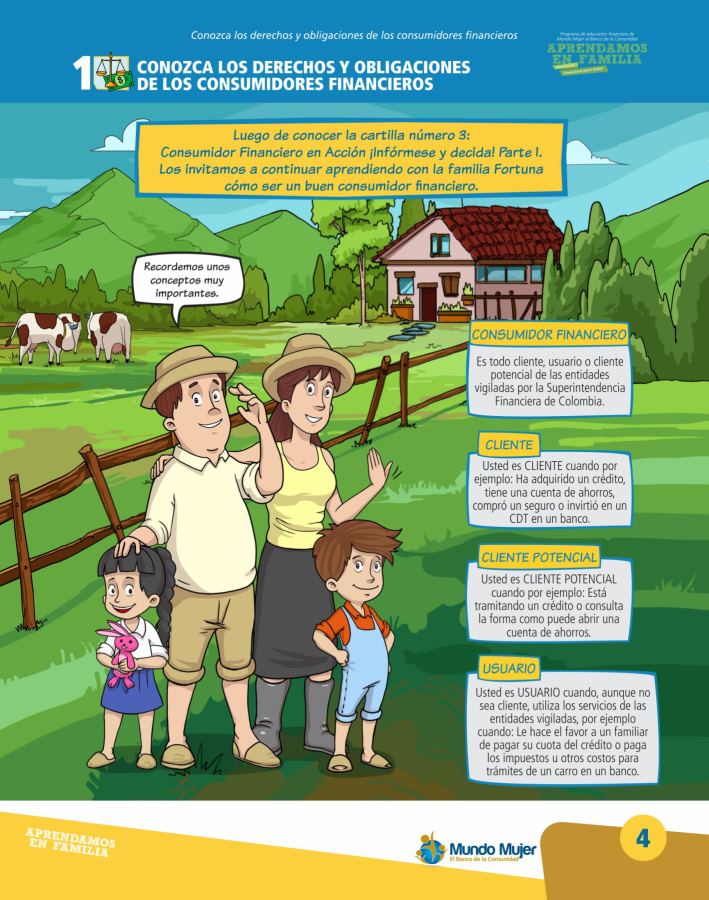 Conozca los derechos y obligaciones de los consumidores financieros
Programa de educación financiera de
Mundo Mujer el Banco de la Comunidad
APRENDAMOS
EN FAMILIA
1 CONOZCA LOS DERECHOS Y OBLIGACIONES
DE LOS CONSUMIDORES FINANCIEROS
Luego de conocer la cartilla número 3:
Consumidor Financiero en Acción ¡Infórmese y decida! Parte 1.
Los invitamos a continuar aprendiendo con la familia Fortuna
cómo ser un buen consumidor financiero.
Recordemos unos
conceptos muy
importantes.
CONSUMIDOR FINANCIERO
Es todo cliente, usuario o cliente
potencial de las entidades
vigiladas por la Superintendencia
Financiera de Colombia.
CLIENTE
Usted es CLIENTE cuando por
ejemplo: Ha adquirido un crédito,
tiene una cuenta de ahorros,
compró un seguro o invirtió en un
CDT en un banco.
CLIENTE POTENCIAL
Usted es CLIENTE POTENCIAL
cuando por ejemplo: Está
tramitando un crédito o consulta
la forma como puede abrir una
cuenta de ahorros.
USUARIO
Usted es USUARIO cuando, aunque no
sea cliente, utiliza los servicios de las
entidades vigiladas, por ejemplo
cuando: Le hace el favor a un familiar
de pagar su cuota del crédito o paga
los impuestos u otros costos para
trámites de un carro en un banco.
APRENDAMOS
EN FAMILIA
Mundo Mujer
El Banco de la Comunidad
4